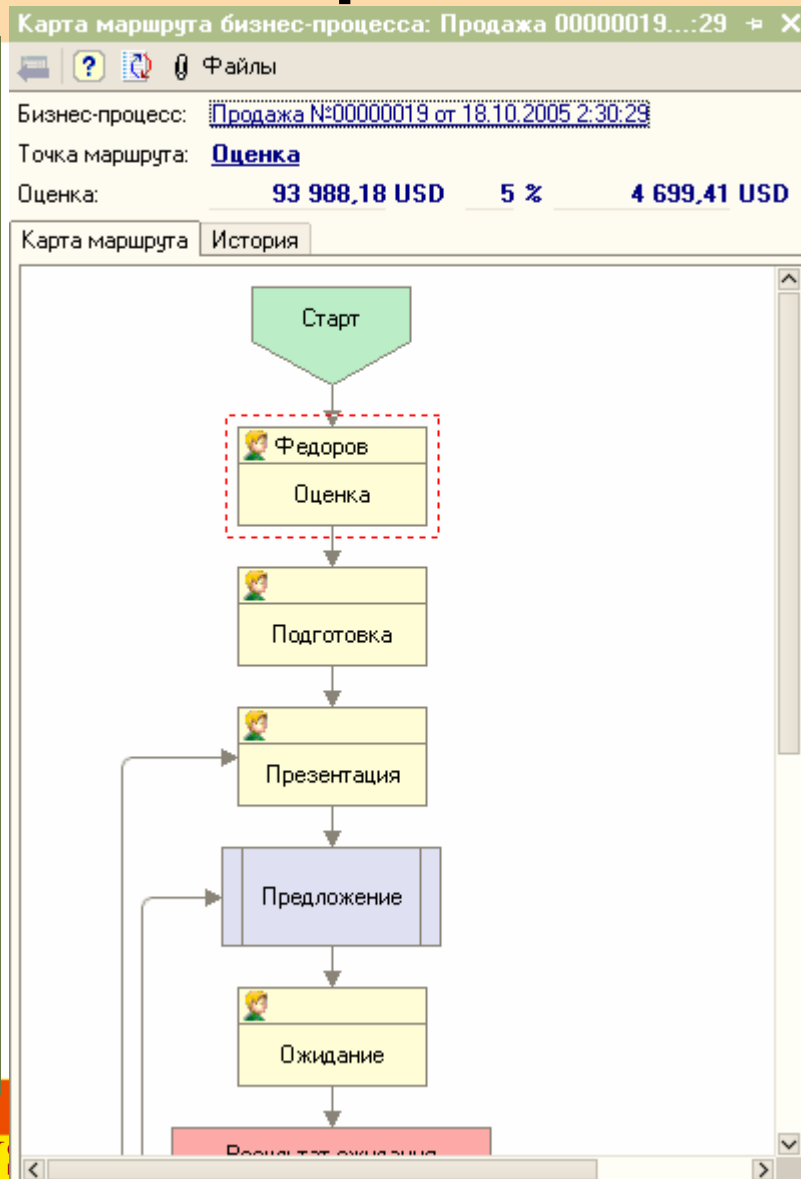 Карта маршрута бизнес-процесса: Продажа 00000019...:29
Файлы
Бизнес-процесс: Продажа №00000019 от 18.10.2005 2:30:29
Точка маршрута: Оценка
Оценка: 93 988,18 USD 5 % 4 699,41 USD
Карта маршрута История
Старт
Федоров
Оценка
Подготовка
Презентация
Предложение
Ожидание
Результат ожидания